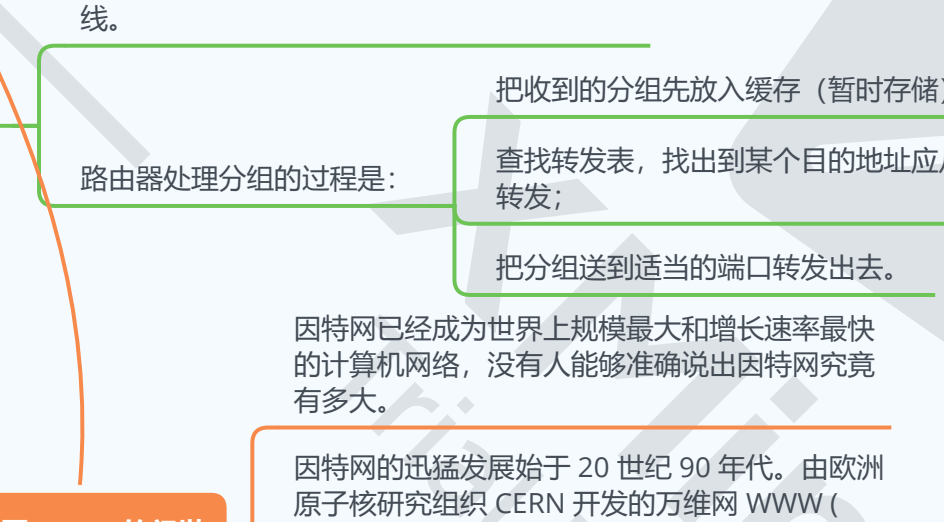 线。
把收到的分组先放入缓存（暂时存储）
查找转发表，找出到某个目的地址应
转发；
路由器处理分组的过程是：
把分组送到适当的端口转发出去。
因特网已经成为世界上规模最大和增长速率最快
的计算机网络，没有人能够准确说出因特网究竟
有多大。
因特网的迅猛发展始于 20 世纪 90 年代。由欧洲
原子核研究组织 CERN 开发的万维网 WWW (
XMind
Trial